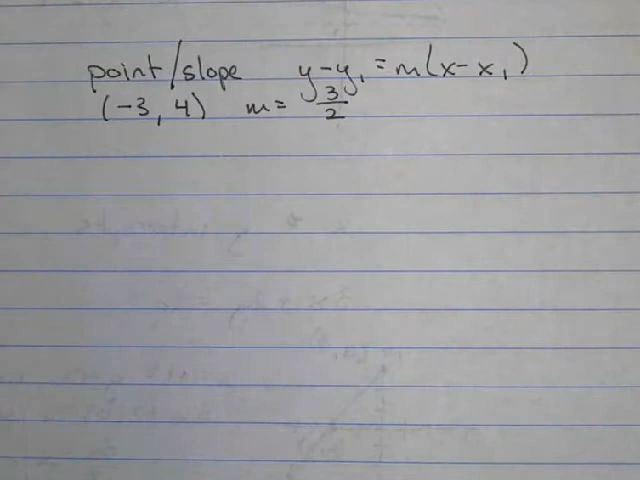 point/slope y-y₁=m(x-x₁)
(-3, 4) m= 3/2